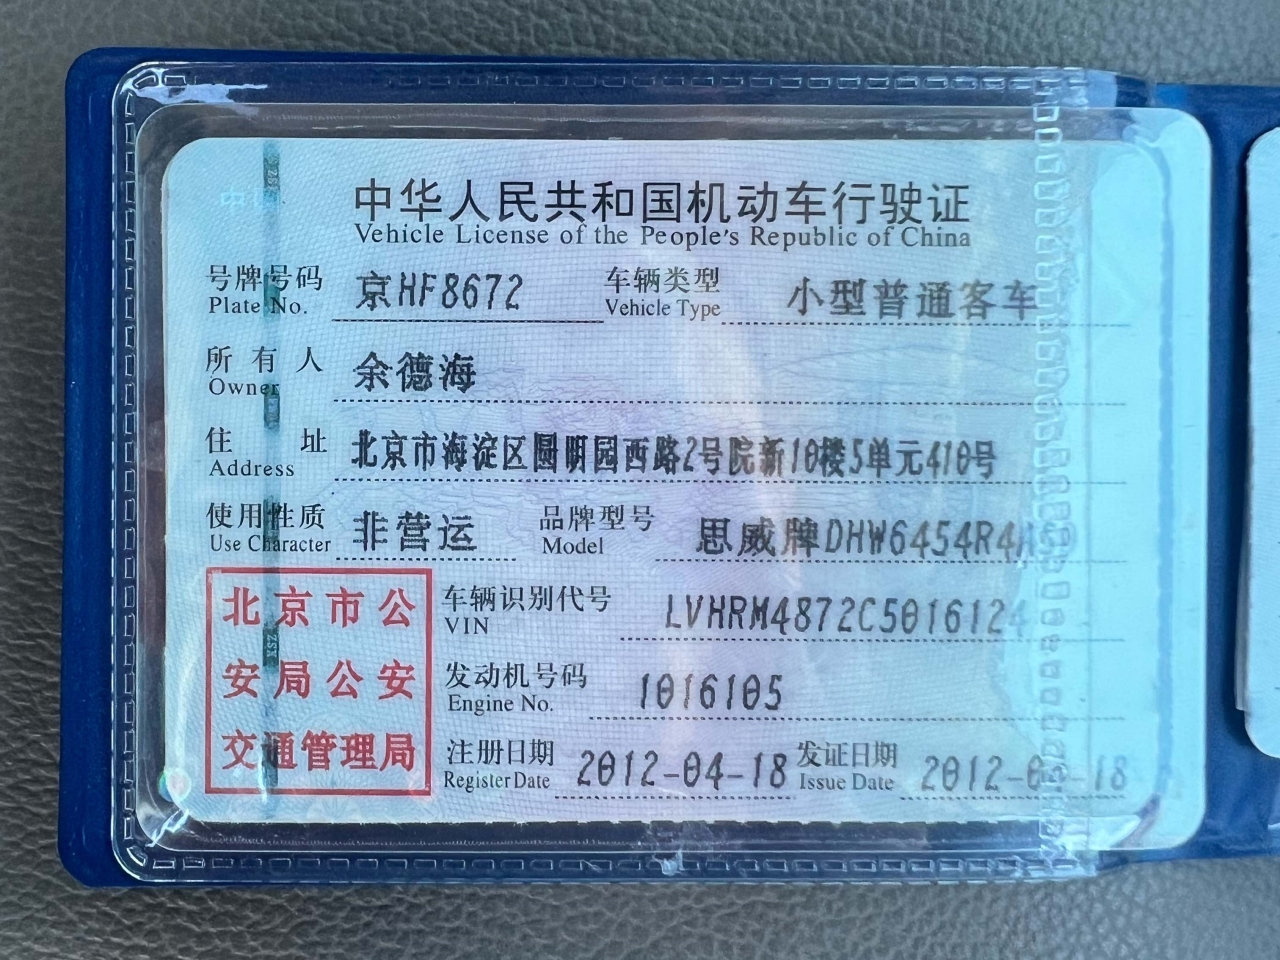 中华人民共和国机动车行驶证
Vehicle License of the People's Republic of China
号牌号码 京HF8672 车辆类型 小型普通客车
Plate No. Vehicle Type
所有人 余德海
Owner
住址 北京市海淀区圆明园西路2号院新10楼5单元410号
Address
使用性质 非营运 品牌型号 思威牌DHW6454R4A
Use Character Model
北京市公
安局公安
交通管理局
车辆识别代号 LVHRM4872C5016124
VIN
发动机号码 1016105
Engine No.
注册日期 2012-04-18 发证日期 2012- -18
Register Date Issue Date